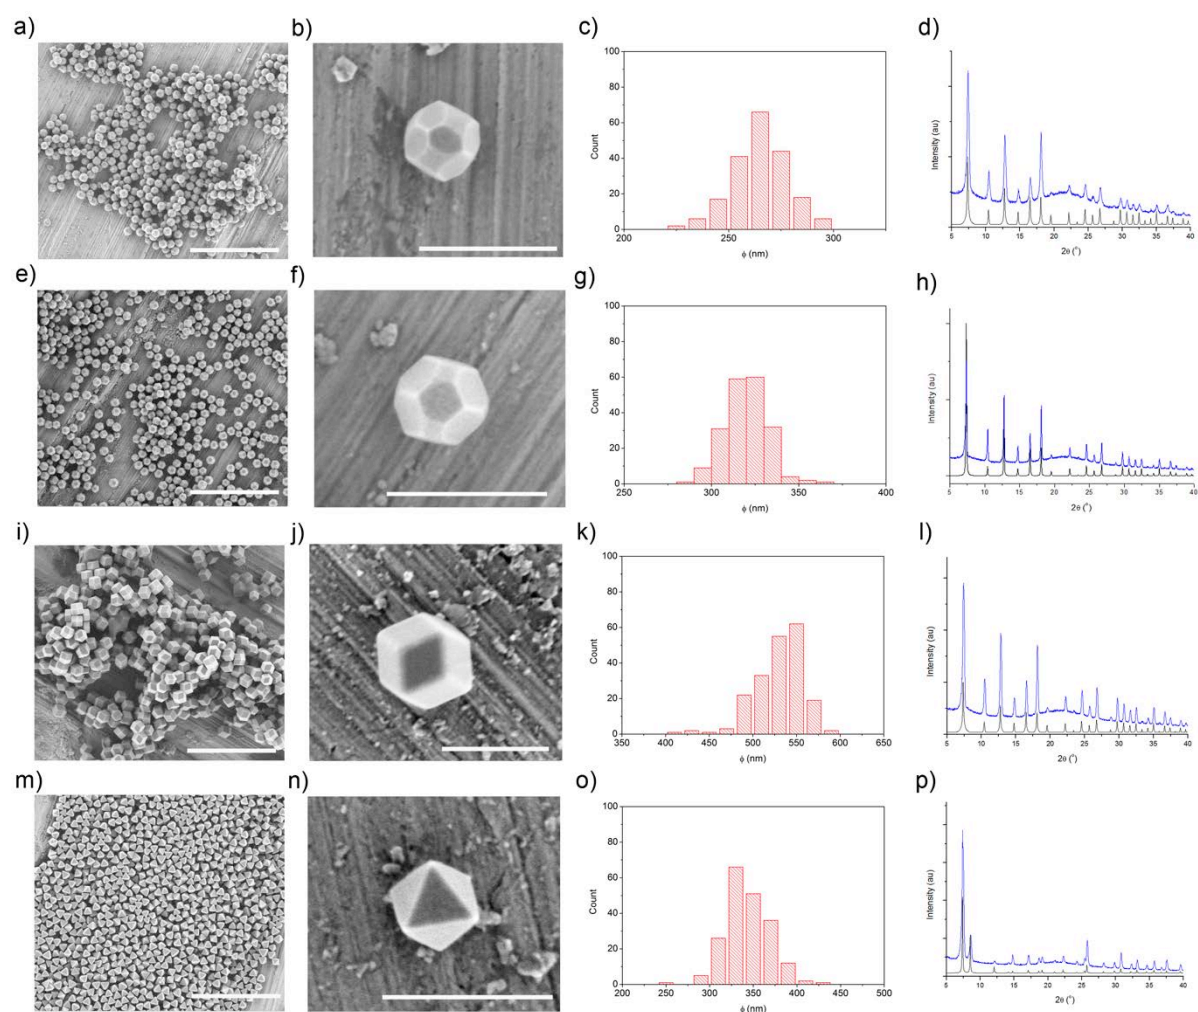 a)
b)
c)
d)
100
80
60
40
20
0
Count
200
250
300
ϕ (nm)
Intensity (au)
5
10
15
20
25
30
35
40
2θ (°)
e)
f)
g)
h)
100
80
60
40
20
0
Count
250
300
350
400
ϕ (nm)
Intensity (au)
5
10
15
20
25
30
35
40
2θ (°)
i)
j)
k)
l)
100
80
60
40
20
0
Count
350
400
450
500
550
600
650
ϕ (nm)
Intensity (au)
5
10
15
20
25
30
35
40
2θ (°)
m)
n)
o)
p)
100
80
60
40
20
0
Count
200
250
300
350
400
450
500
ϕ (nm)
Intensity (au)
5
10
15
20
25
30
35
40
2θ (°)